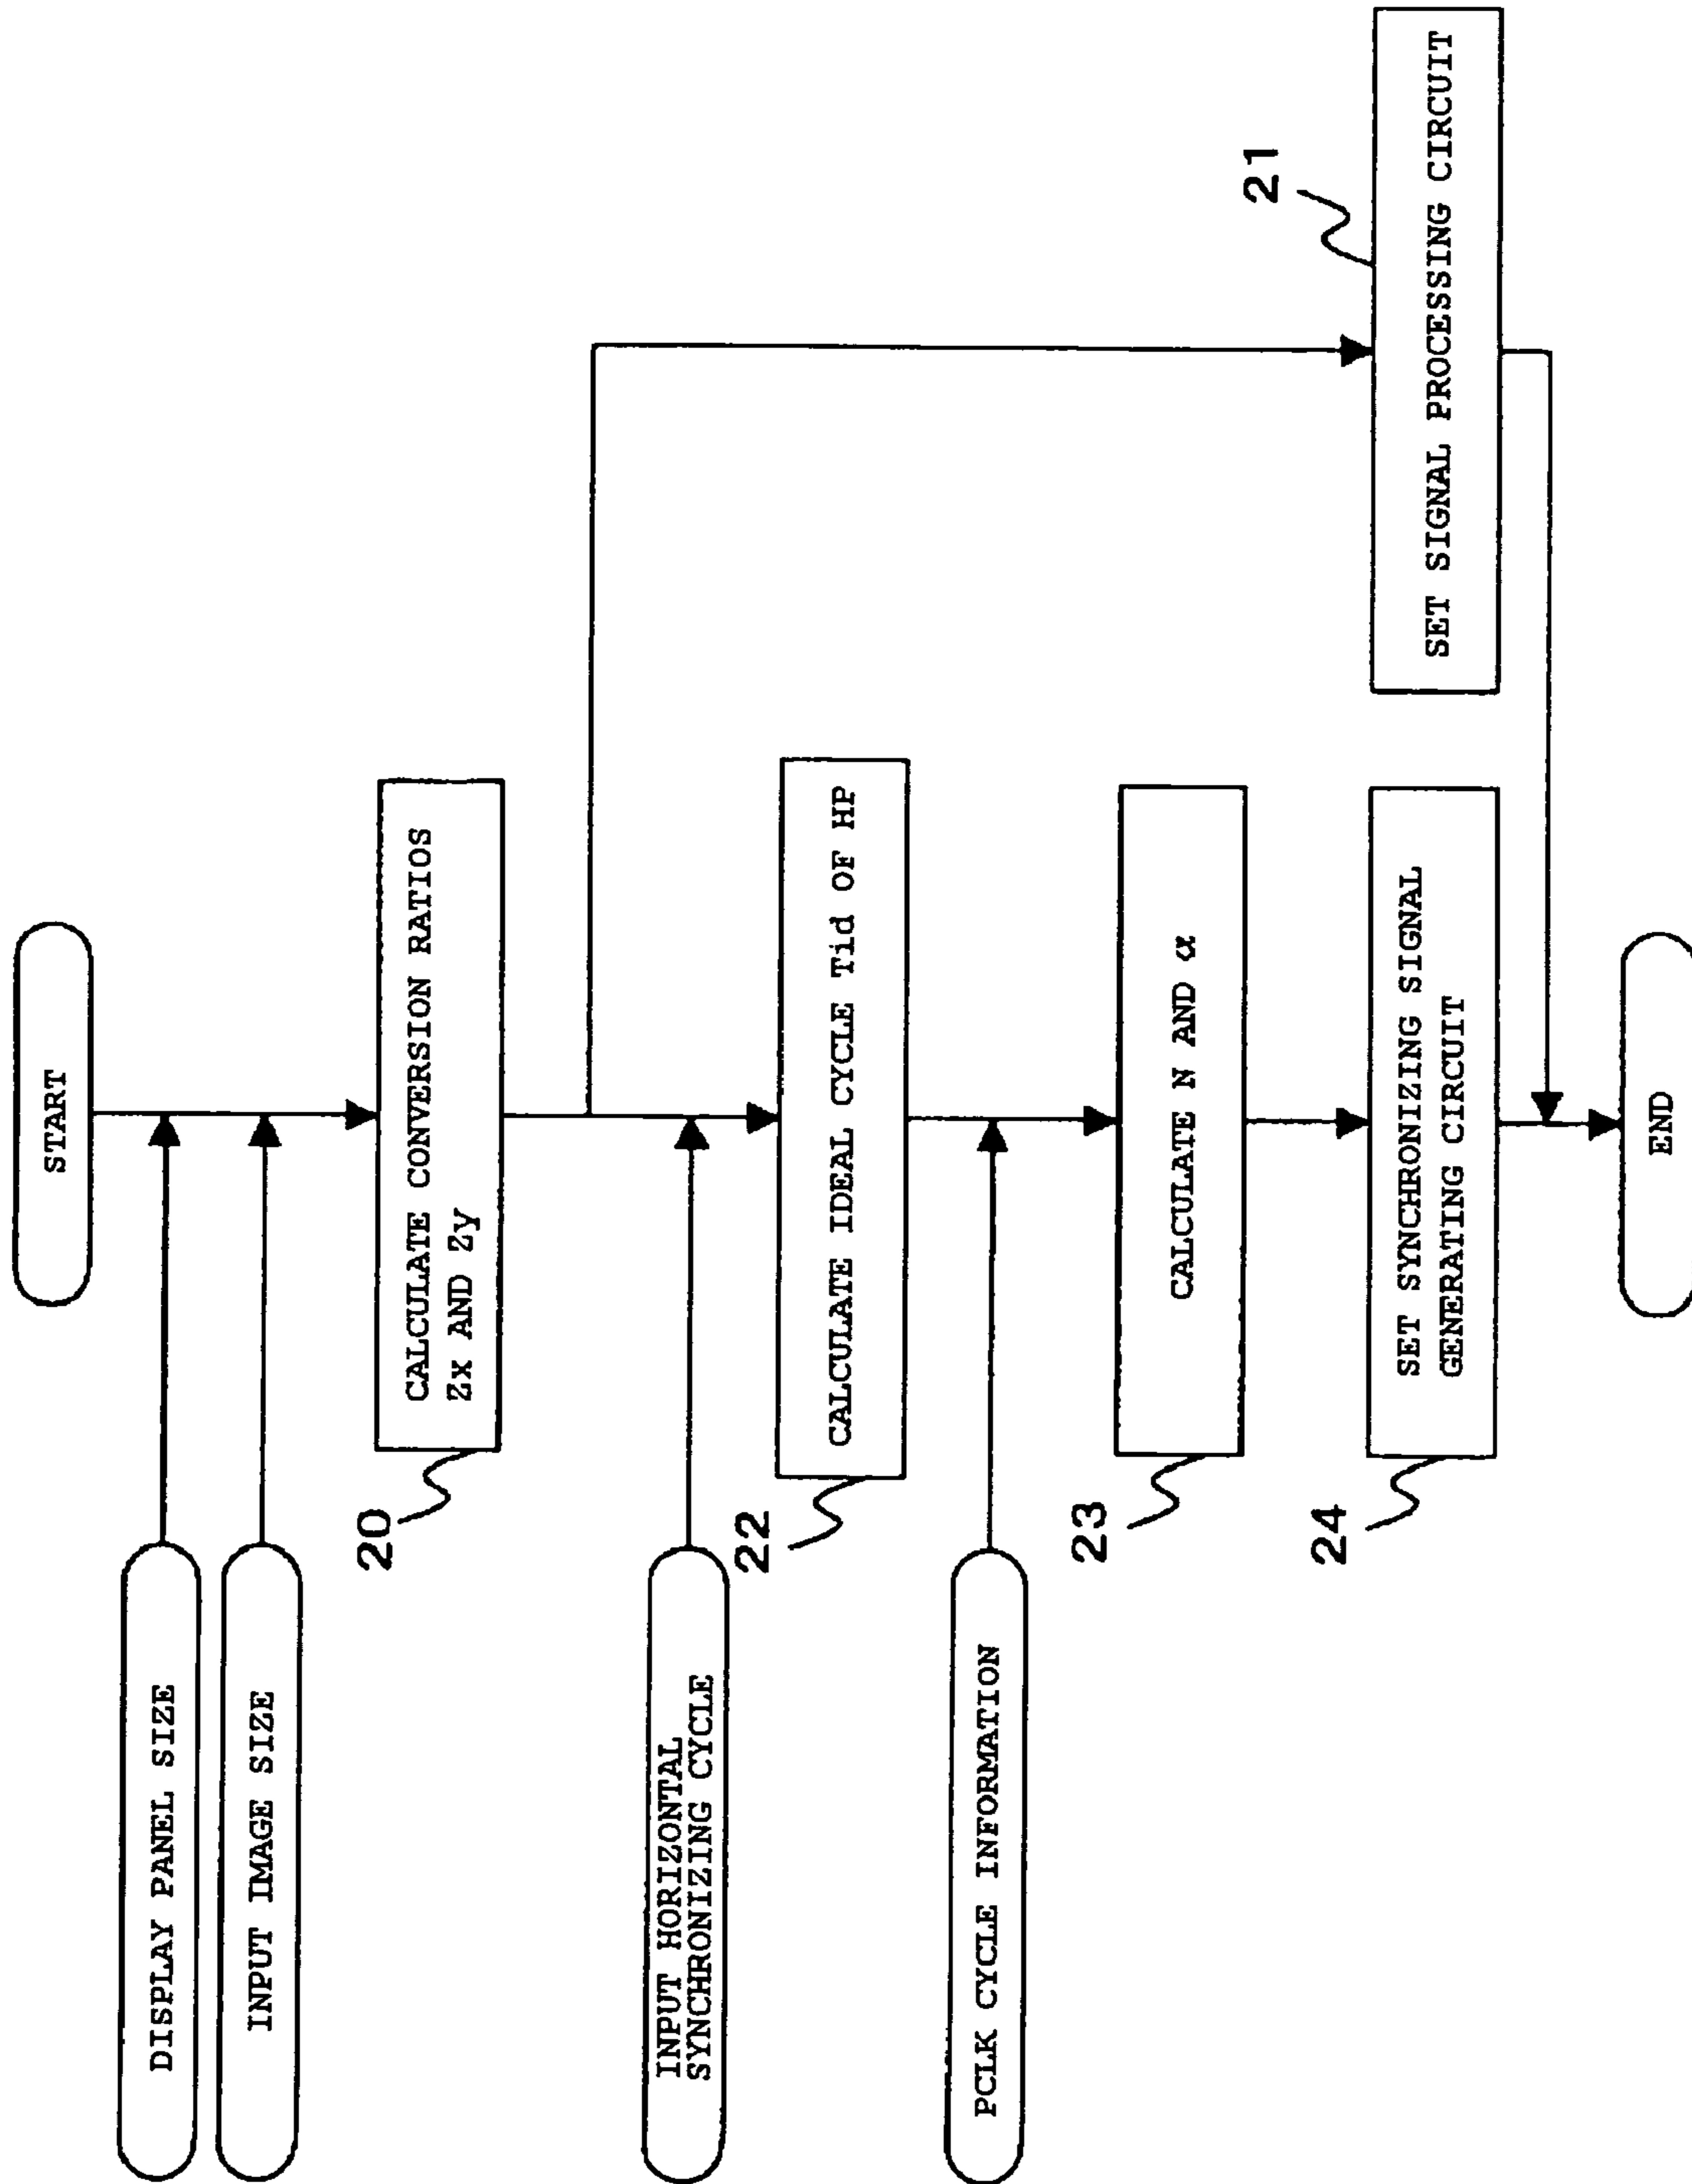 START
DISPLAY PANEL SIZE
INPUT IMAGE SIZE
CALCULATE CONVERSION RATIOS
Zx AND Zy
20
INPUT HORIZONTAL
SYNCHRONIZING CYCLE
CALCULATE IDEAL CYCLE Tid OF HP
22
PCLK CYCLE INFORMATION
CALCULATE N AND α
23
SET SYNCHRONIZING SIGNAL
GENERATING CIRCUIT
24
SET SIGNAL PROCESSING CIRCUIT
21
END